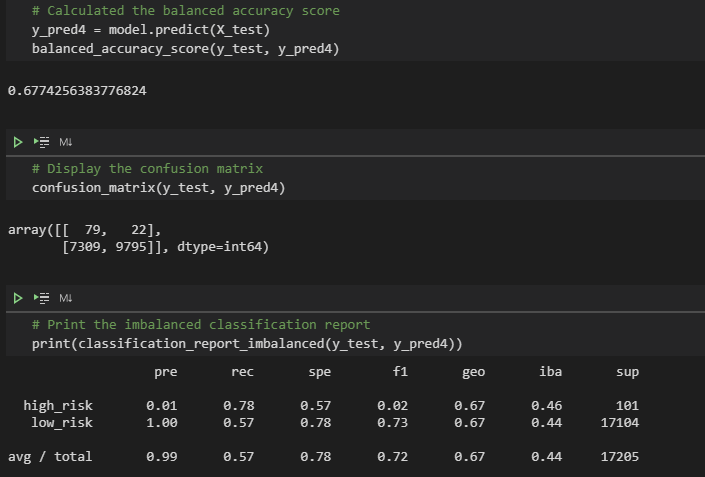 # Calculated the balanced accuracy score
y_pred4 = model.predict(X_test)
balanced_accuracy_score(y_test, y_pred4)
0.6774256383776824
M↓
# Display the confusion matrix
confusion_matrix(y_test, y_pred4)
array([[  79,   22],
       [7309, 9795]], dtype=int64)
M↓
# Print the imbalanced classification report
print(classification_report_imbalanced(y_test, y_pred4))
pre rec spe f1 geo iba sup
high_risk 0.01 0.78 0.57 0.02 0.67 0.46 101
low_risk 1.00 0.57 0.78 0.73 0.67 0.44 17104
avg / total 0.99 0.57 0.78 0.72 0.67 0.44 17205